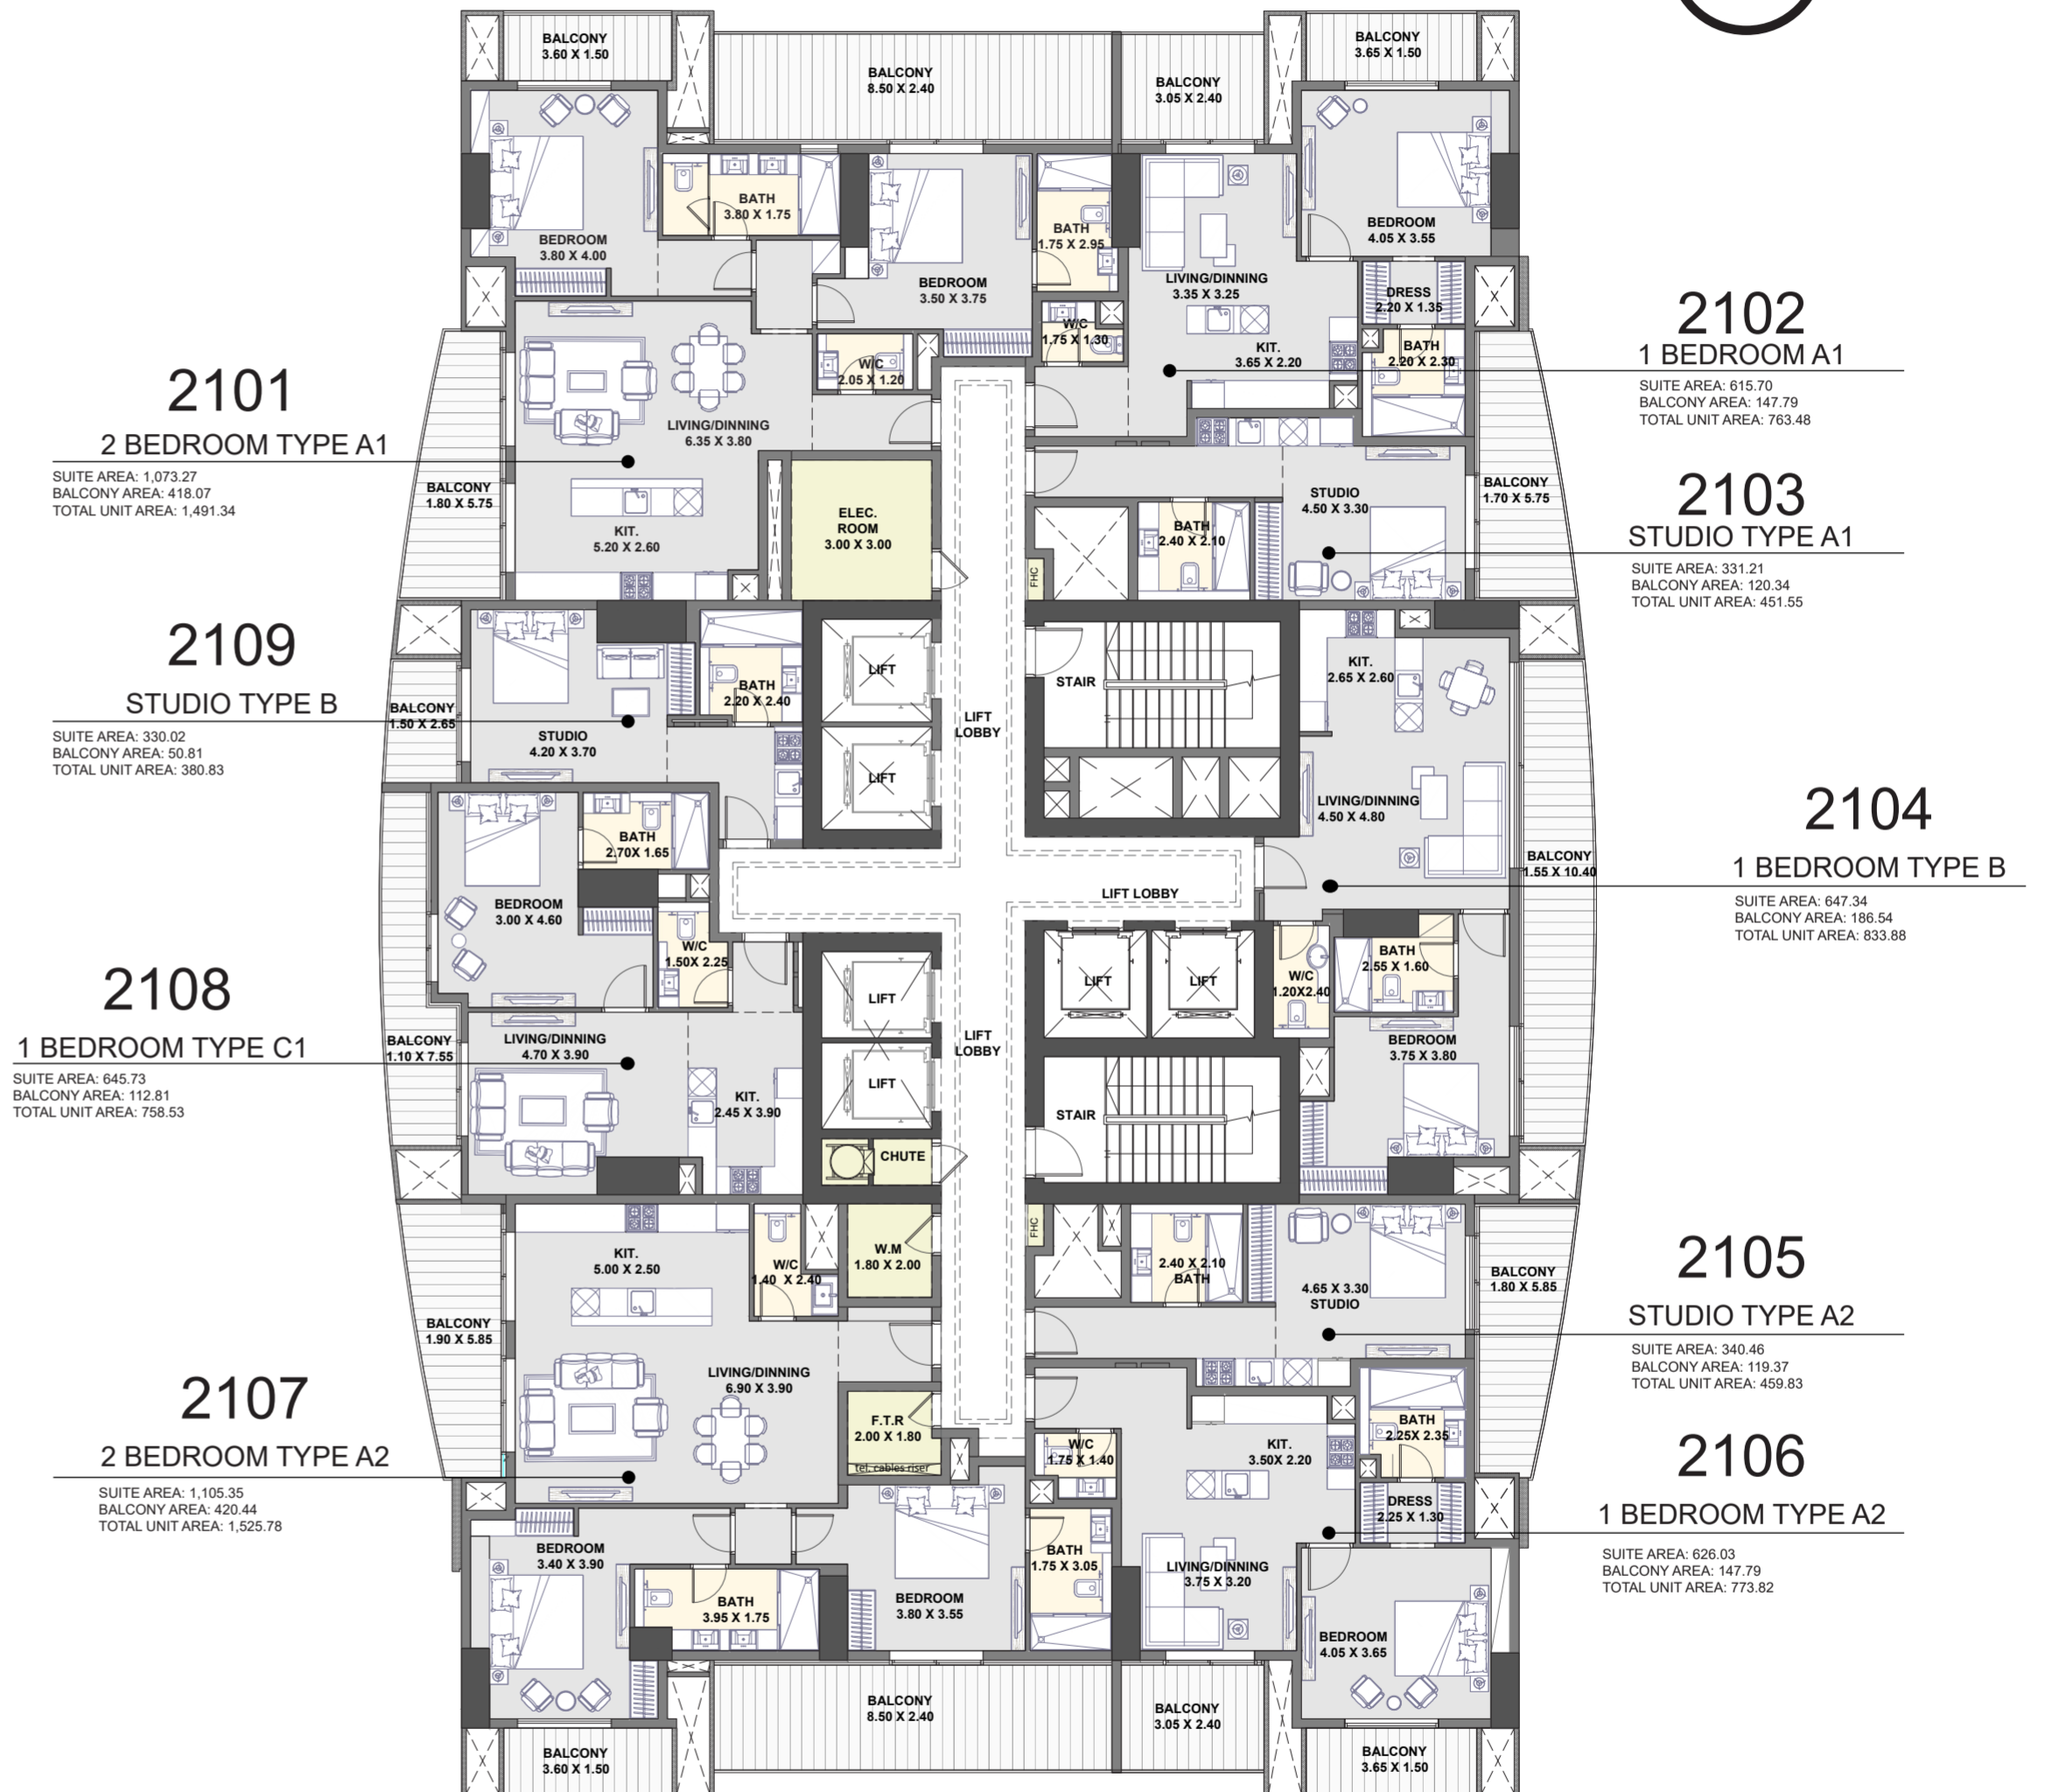 BALCONY
3.60 X 1.50
BALCONY
8.50 X 2.40
BALCONY
3.05 X 2.40
BALCONY
3.65 X 1.50
BEDROOM
3.80 X 4.00
BATH
3.80 X 1.75
BEDROOM
3.50 X 3.75
BATH
1.75 X 2.95
LIVING/DINNING
3.35 X 3.25
BEDROOM
4.05 X 3.55
DRESS
2.20 X 1.35
W/C
1.75 X 1.30
KIT.
3.65 X 2.20
BATH
2.20 X 2.30
W/C
2.05 X 1.20
2102
1 BEDROOM A1
SUITE AREA: 615.70
BALCONY AREA: 147.79
TOTAL UNIT AREA: 763.48
2101
2 BEDROOM TYPE A1
SUITE AREA: 1,073.27
BALCONY AREA: 418.07
TOTAL UNIT AREA: 1,491.34
LIVING/DINNING
6.35 X 3.80
BALCONY
1.80 X 5.75
KIT.
5.20 X 2.60
ELEC.
ROOM
3.00 X 3.00
FHC
BATH
2.40 X 2.10
STUDIO
4.50 X 3.30
BALCONY
1.70 X 5.75
2103
STUDIO TYPE A1
SUITE AREA: 331.21
BALCONY AREA: 120.34
TOTAL UNIT AREA: 451.55
2109
STUDIO TYPE B
SUITE AREA: 330.02
BALCONY AREA: 50.81
TOTAL UNIT AREA: 380.83
BALCONY
1.50 X 2.65
STUDIO
4.20 X 3.70
BATH
2.20 X 2.40
LIFT
LIFT
LIFT
LOBBY
STAIR
KIT.
2.65 X 2.60
LIVING/DINNING
4.50 X 4.80
BALCONY
1.55 X 10.40
2104
1 BEDROOM TYPE B
SUITE AREA: 647.34
BALCONY AREA: 186.54
TOTAL UNIT AREA: 833.88
BATH
2.70X 1.65
BEDROOM
3.00 X 4.60
W/C
1.50X 2.25
LIFT LOBBY
LIFT
LIFT
W/C
1.20X2.40
BATH
2.55 X 1.60
BEDROOM
3.75 X 3.80
2108
1 BEDROOM TYPE C1
SUITE AREA: 645.73
BALCONY AREA: 112.81
TOTAL UNIT AREA: 758.53
BALCONY
1.10 X 7.55
LIVING/DINNING
4.70 X 3.90
KIT.
2.45 X 3.90
LIFT
LIFT
LIFT
LOBBY
STAIR
CHUTE
KIT.
5.00 X 2.50
W/C
1.40 X 2.40
W.M
1.80 X 2.00
FHC
2.40 X 2.10
BATH
4.65 X 3.30
STUDIO
BALCONY
1.80 X 5.85
2105
STUDIO TYPE A2
SUITE AREA: 340.46
BALCONY AREA: 119.37
TOTAL UNIT AREA: 459.83
BALCONY
1.90 X 5.85
LIVING/DINNING
6.90 X 3.90
2107
2 BEDROOM TYPE A2
SUITE AREA: 1,105.35
BALCONY AREA: 420.44
TOTAL UNIT AREA: 1,525.78
F.T.R
2.00 X 1.80
tel. cables riser
W/C
1.75 X 1.40
KIT.
3.50X 2.20
BATH
2.25X 2.35
DRESS
2.25 X 1.30
2106
1 BEDROOM TYPE A2
SUITE AREA: 626.03
BALCONY AREA: 147.79
TOTAL UNIT AREA: 773.82
BEDROOM
3.40 X 3.90
BATH
3.95 X 1.75
BEDROOM
3.80 X 3.55
BATH
1.75 X 3.05
LIVING/DINNING
3.75 X 3.20
BEDROOM
4.05 X 3.65
BALCONY
8.50 X 2.40
BALCONY
3.05 X 2.40
BALCONY
3.60 X 1.50
BALCONY
3.65 X 1.50